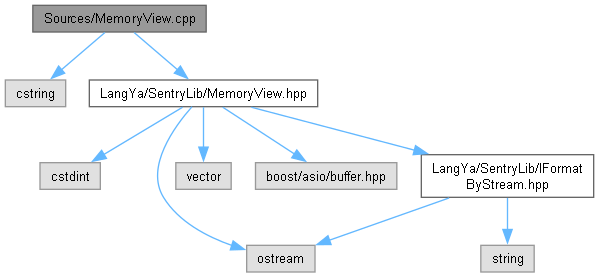 Sources/MemoryView.cpp
cstring
LangYa/SentryLib/MemoryView.hpp
cstdint
vector
boost/asio/buffer.hpp
LangYa/SentryLib/IFormat
ByStream.hpp
ostream
string